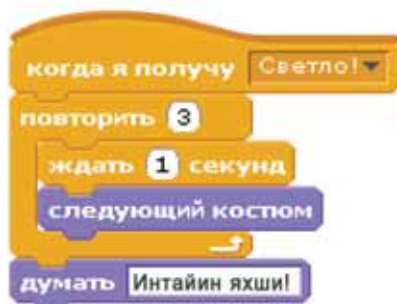 когда я получу Светло!
повторить 3
ждать 1 секунд
следующий костюм
думать Интайин яхши!